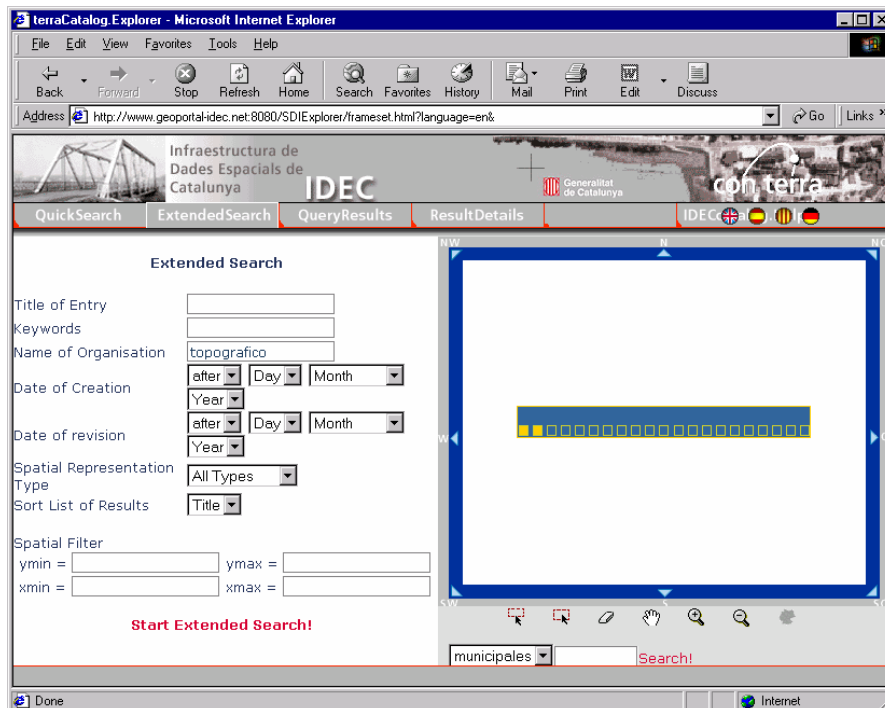 terraCatalog.Explorer - Microsoft Internet Explorer
File Edit View Favorites Tools Help
Back Forward Stop Refresh Home Search Favorites History Mail Print Edit Discuss
Address http://www.geoportal-idec.net:8080/SDIExplorer/frameset.html?language=en& Go Links »
Infraestructura de
Dades Espacials de
Catalunya IDEC
Generalitat
de Catalunya
con terra
QuickSearch ExtendedSearch QueryResults ResultDetails
NW N
Extended Search
Title of Entry
Keywords
Name of Organisation topografico
Date of Creation after Day Month
Year
Date of revision after Day Month
Year
W
Spatial Representation
Type All Types
Sort List of Results Title
Spatial Filter
ymin = ymax =
xmin = xmax =
SW S
Start Extended Search!
municipales Search!
Done Internet